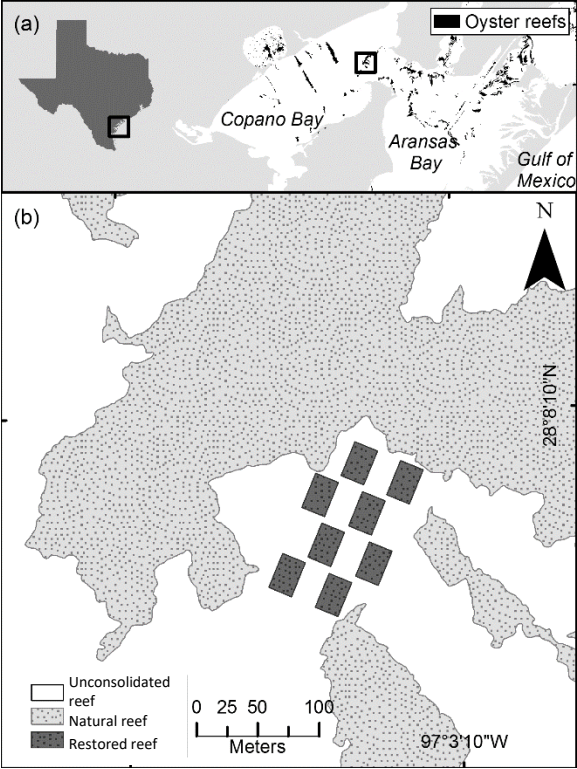 (a)
Oyster reefs
Copano Bay
Aransas
Bay
Gulf of
Mexico
(b)
N
28°8'10"N
Unconsolidated
reef
Natural reef
Restored reef
0 25 50 100
Meters
97°3'10"W